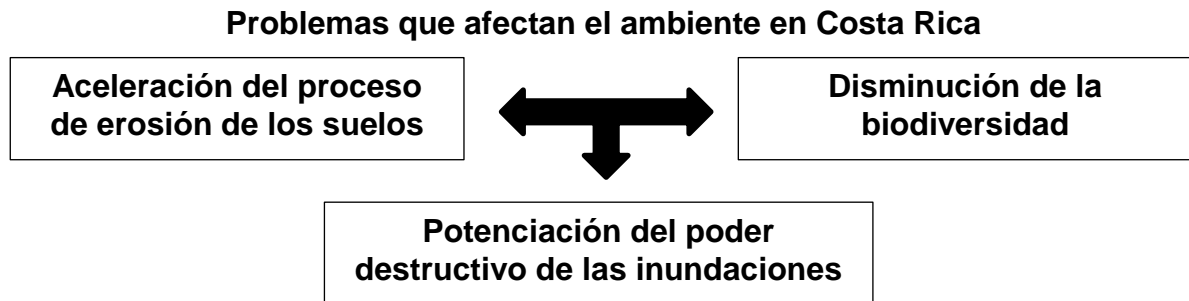 Problemas que afectan el ambiente en Costa Rica
Aceleración del proceso
de erosión de los suelos
Disminución de la
biodiversidad
Potenciación del poder
destructivo de las inundaciones